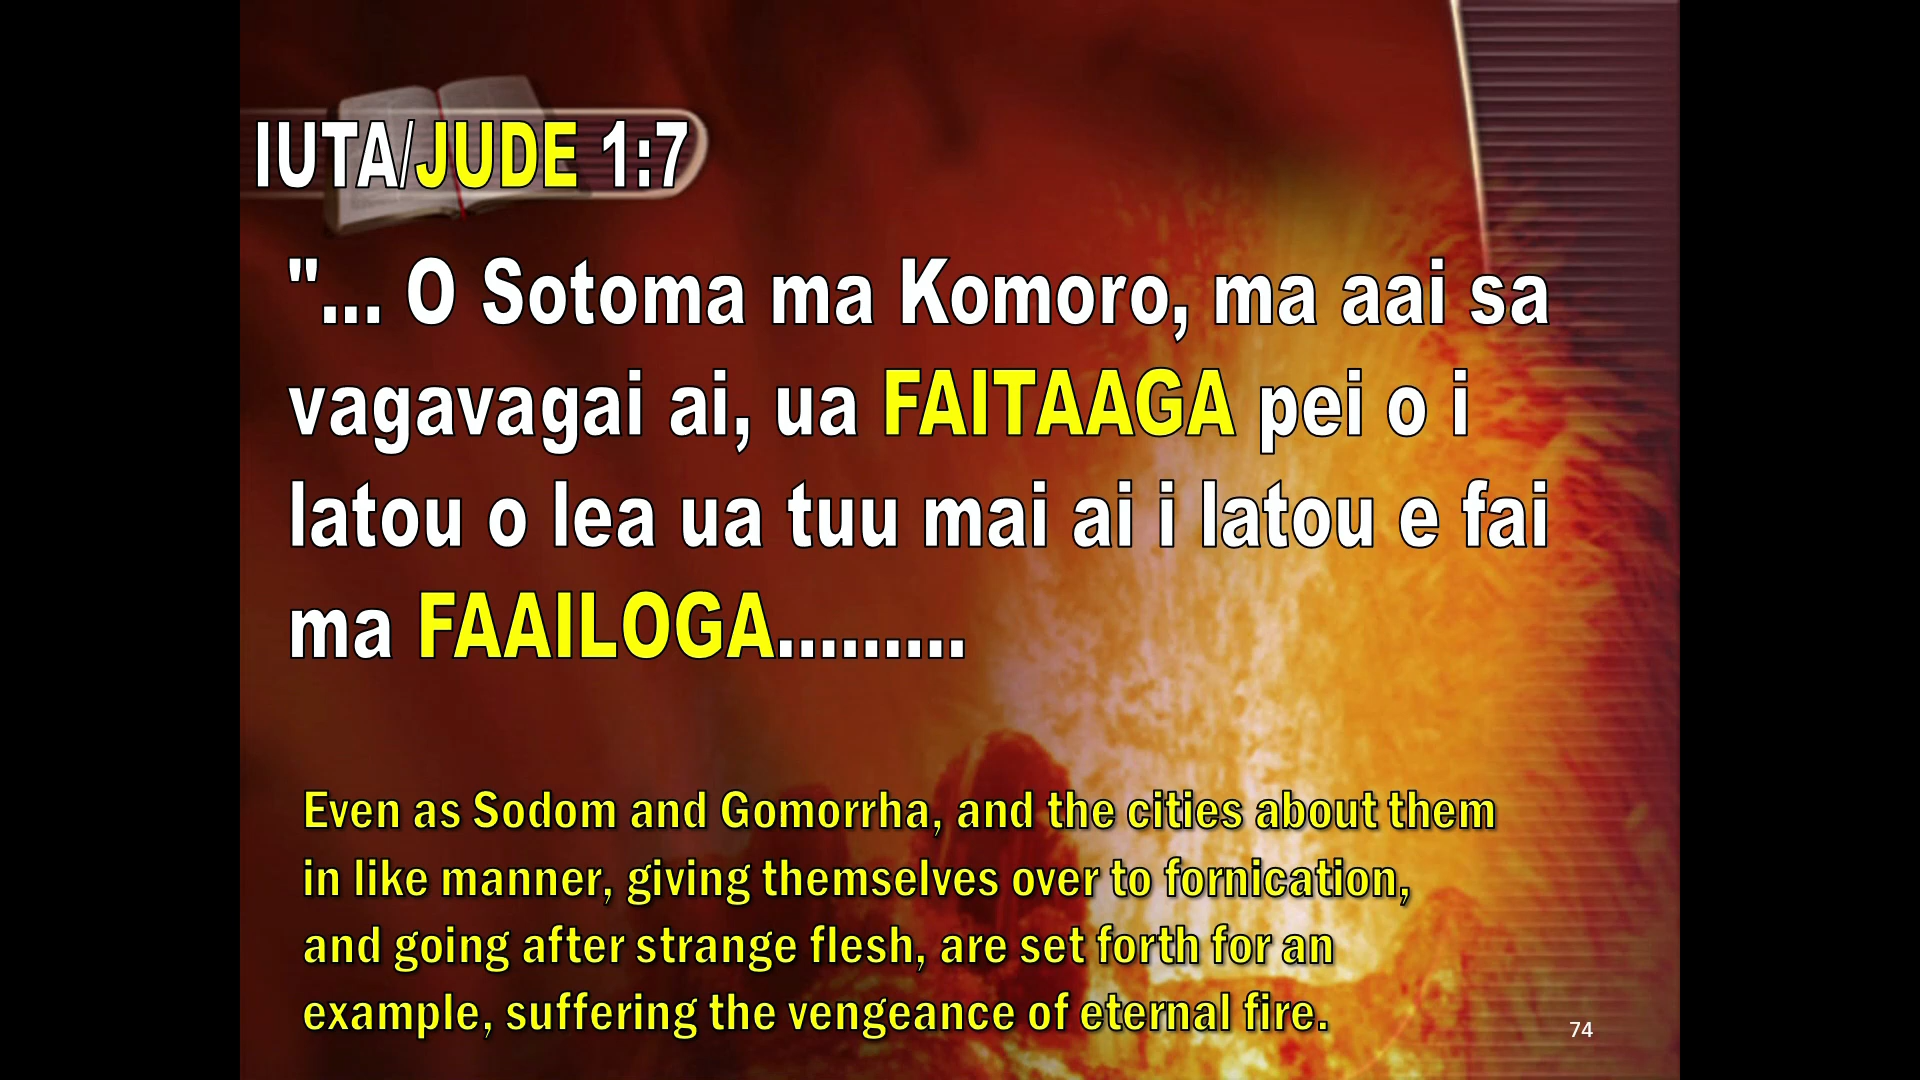 IUTA/JUDE 1:7
"... O Sotoma ma Komoro, ma aai sa
vagavagai ai, ua FAITAAGA pei o i
latou o lea ua tuu mai ai i latou e fai
ma FAAILOGA.........
Even as Sodom and Gomorrha, and the cities about them
in like manner, giving themselves over to fornication,
and going after strange flesh, are set forth for an
example, suffering the vengeance of eternal fire.
74